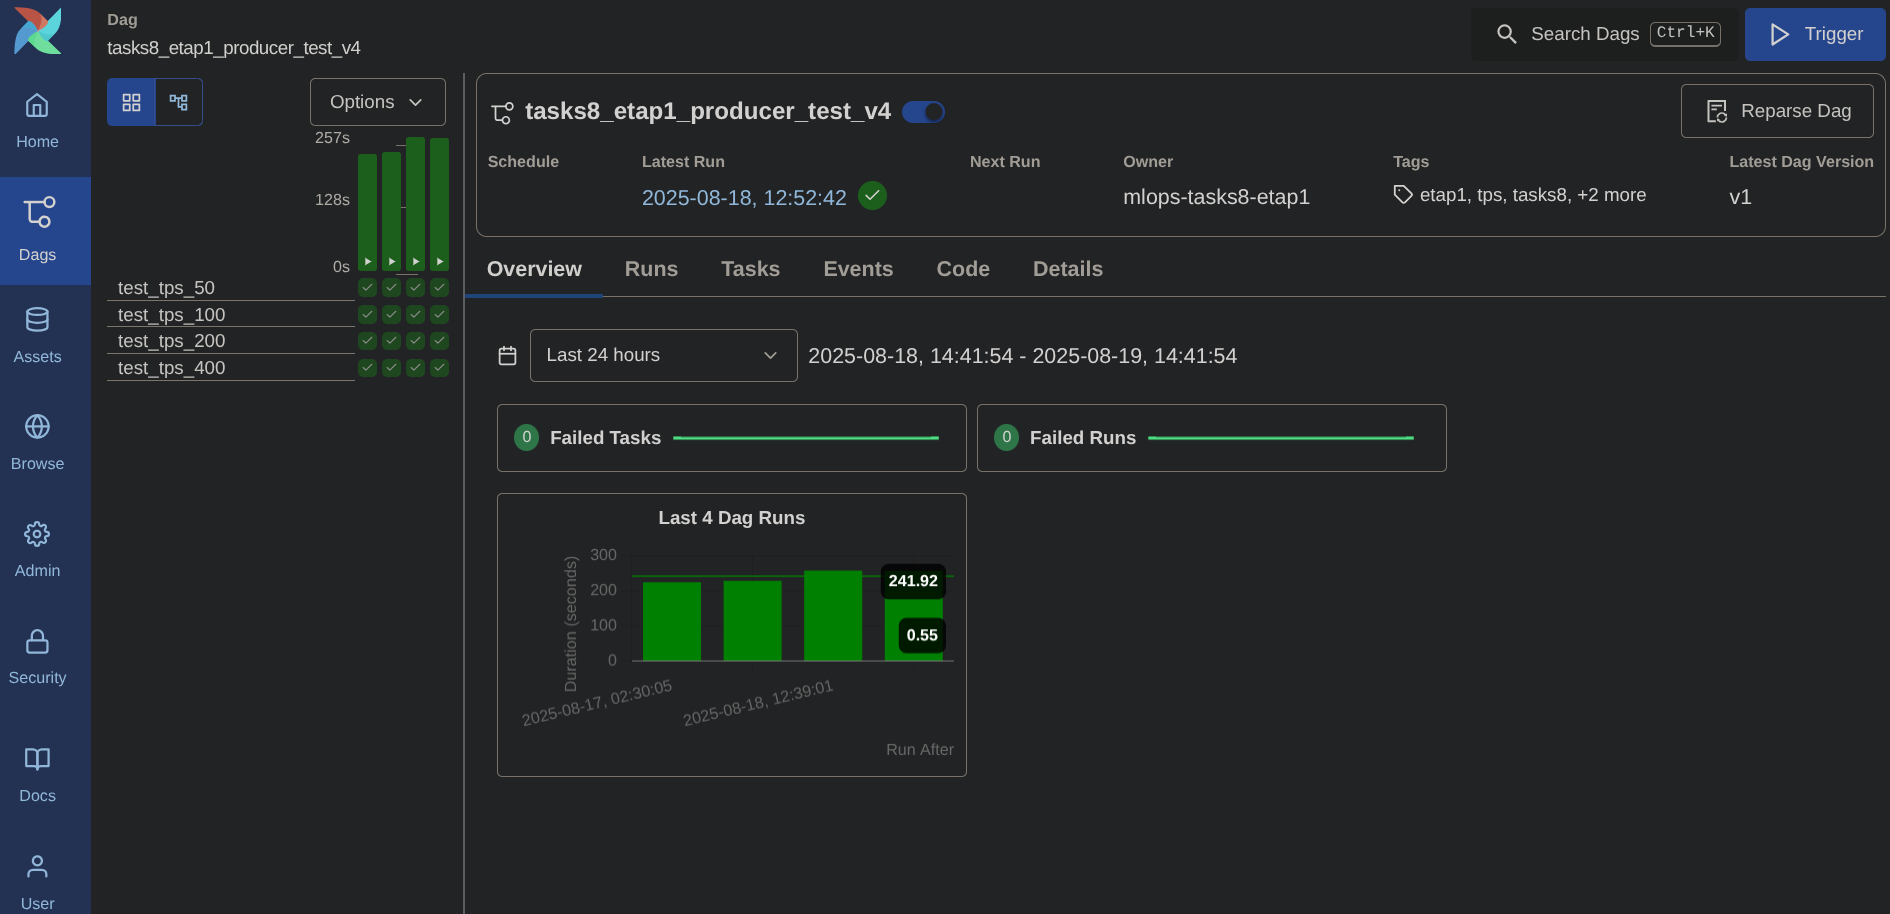 Dag
tasks8_etap1_producer_test_v4
Search Dags Ctrl+K
Trigger
Home
Dags
Assets
Browse
Admin
Security
Docs
User
Options
257s
128s
0s
test_tps_50
test_tps_100
test_tps_200
test_tps_400
tasks8_etap1_producer_test_v4
Reparse Dag
Schedule Latest Run Next Run Owner Tags Latest Dag Version
2025-08-18, 12:52:42 mlops-tasks8-etap1 etap1, tps, tasks8, +2 more v1
Overview Runs Tasks Events Code Details
Last 24 hours 2025-08-18, 14:41:54 - 2025-08-19, 14:41:54
0 Failed Tasks
0 Failed Runs
Last 4 Dag Runs
Duration (seconds)
300
200
100
0
241.92
0.55
2025-08-17, 02:30:05
2025-08-18, 12:39:01
Run After